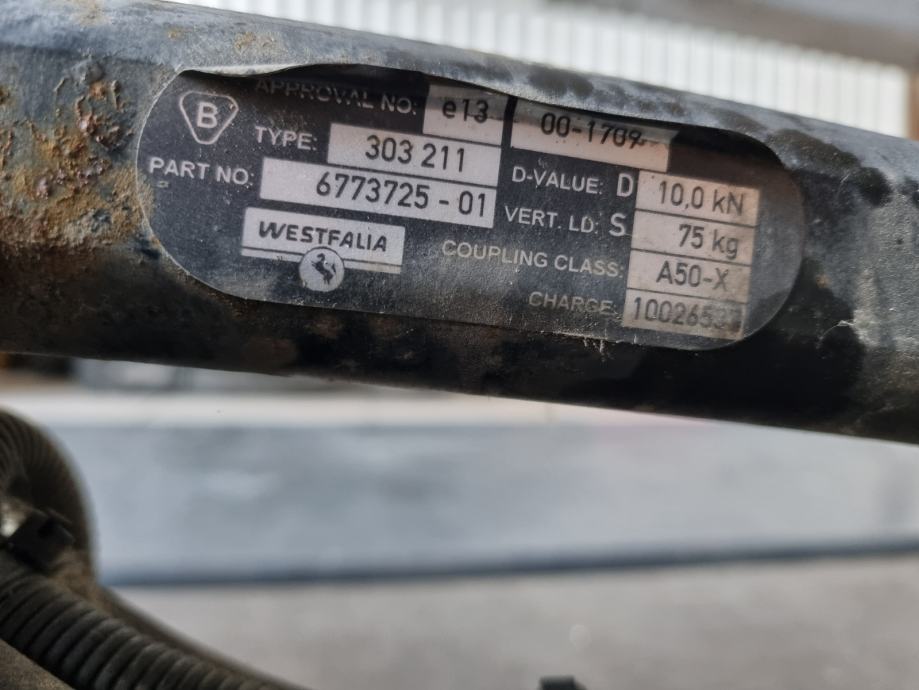 B
APPROVAL NO: e13 00-1709
TYPE: 303 211
PART NO: 6773725 - 01
WESTFALIA
D-VALUE: D 10,0 kN
VERT. LD: S 75 kg
COUPLING CLASS: A50-X
CHARGE: